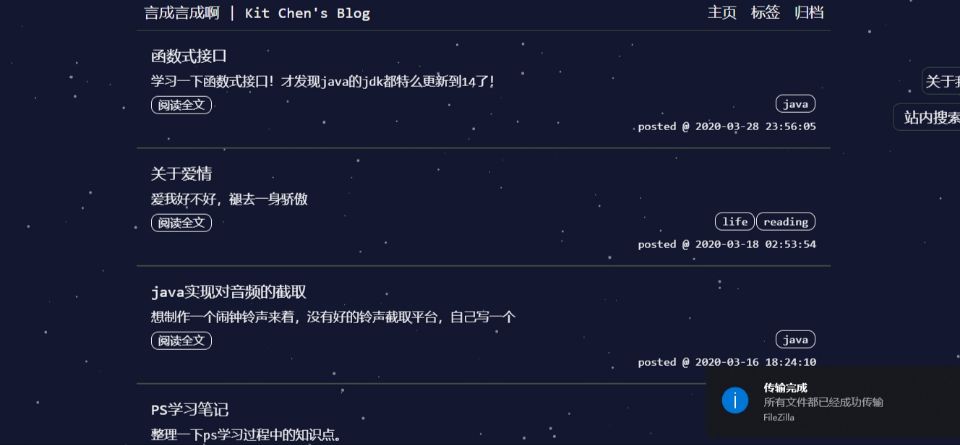 言成言成啊 | Kit Chen's Blog
主页 标签 归档
函数式接口
学习一下函数式接口！才发现java的jdk都特么更新到14了！
阅读全文
java
posted @ 2020-03-28 23:56:05
关于爱情
爱我好不好，褪去一身骄傲
阅读全文
life reading
posted @ 2020-03-18 02:53:54
java实现对音频的截取
想制作一个闹钟铃声来着，没有好的铃声截取平台，自己写一个
阅读全文
java
posted @ 2020-03-16 18:24:10
PS学习笔记
整理一下ps学习过程中的知识点。
关于我
站内搜索
传输完成
所有文件都已经成功传输
FileZilla